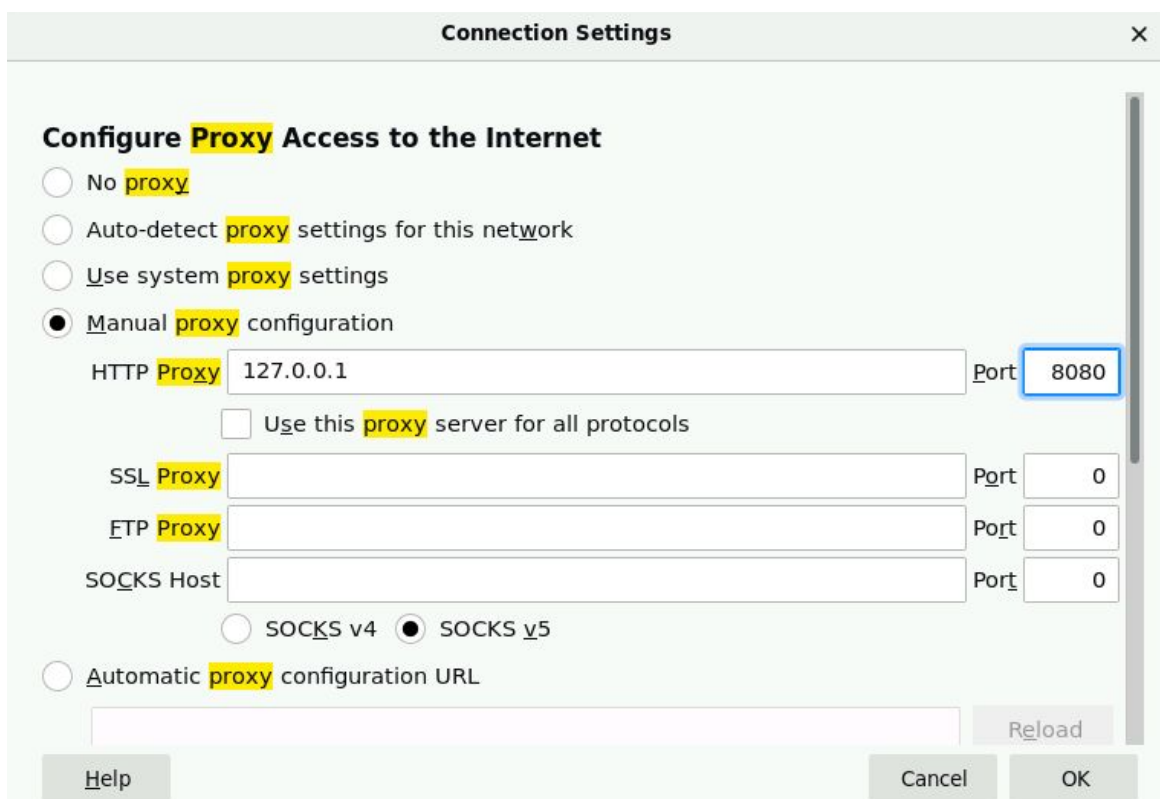 Connection Settings ×
Configure Proxy Access to the Internet
No proxy
Auto-detect proxy settings for this network
Use system proxy settings
Manual proxy configuration
HTTP Proxy 127.0.0.1 Port 8080
Use this proxy server for all protocols
SSL Proxy Port 0
FTP Proxy Port 0
SOCKS Host Port 0
SOCKS v4 SOCKS v5
Automatic proxy configuration URL
Reload
Help Cancel OK